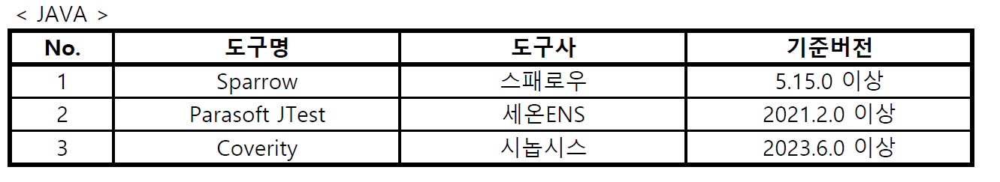 < JAVA >
No. 도구명 도구사 기준버전
1 Sparrow 스패로우 5.15.0 이상
2 Parasoft JTest 세온ENS 2021.2.0 이상
3 Coverity 시놉시스 2023.6.0 이상